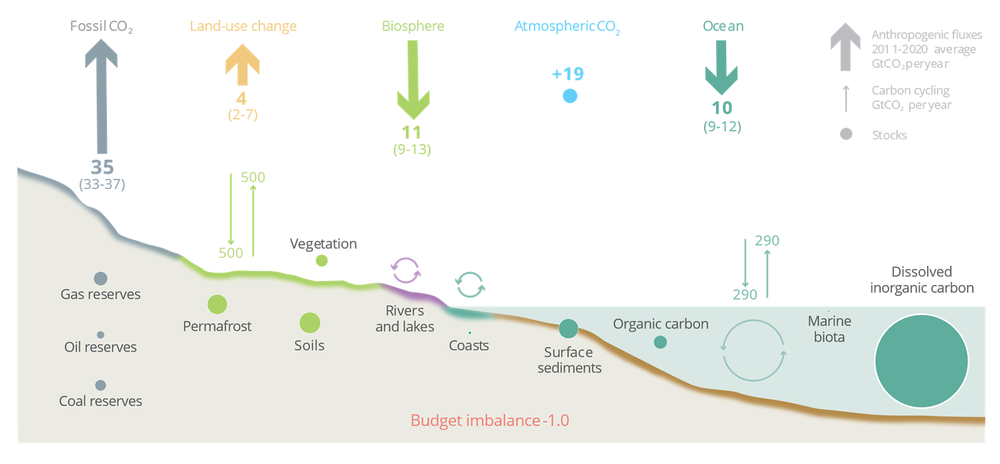 Fossil CO₂
Land-use change
Biosphere
Atmospheric CO₂
Ocean
+19
4
(2-7)
10
(9-12)
11
(9-13)
35
(33-37)
Anthropogenic fluxes
2011-2020 average
GtCO₂ per year
Carbon cycling
GtCO₂ per year
Stocks
500
500
Vegetation
290
290
Dissolved
inorganic carbon
Gas reserves
Permafrost
Soils
Rivers
and lakes
Coasts
Organic carbon
Marine
biota
Oil reserves
Surface
sediments
Coal reserves
Budget imbalance -1.0